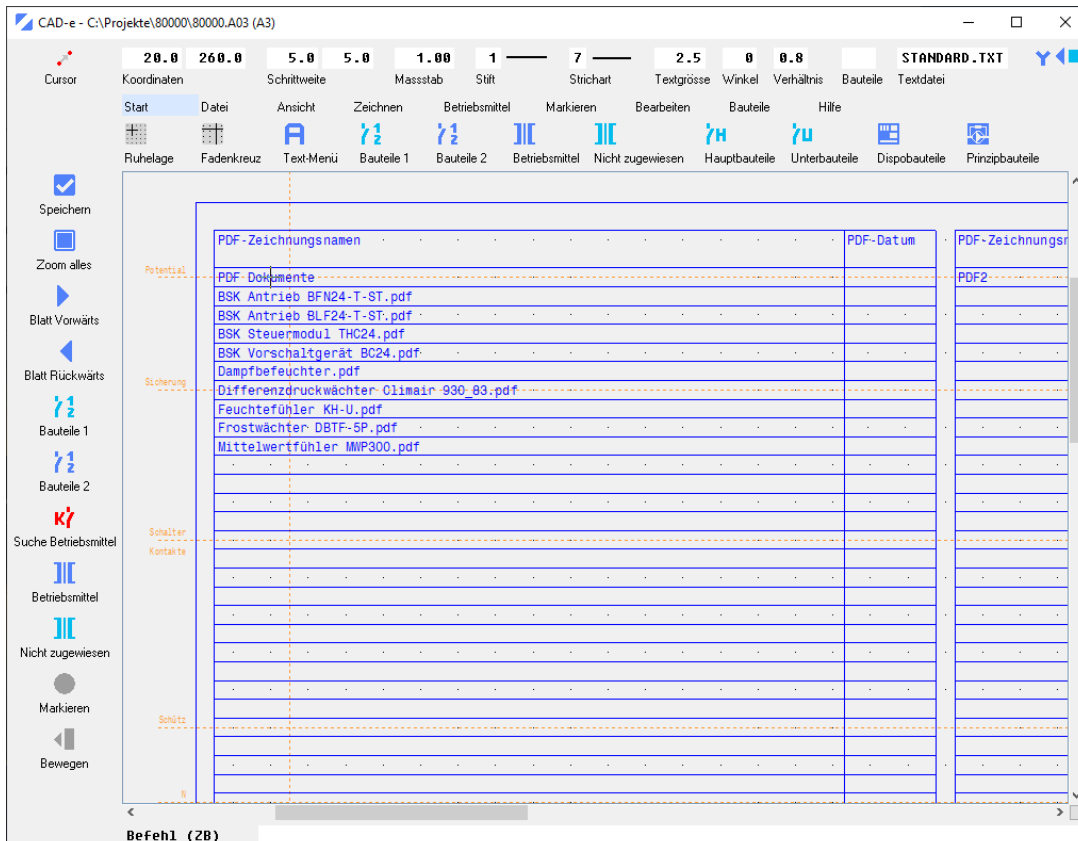 CAD-e - C:\Projekte\80000\80000.A03 (A3)
20.0 260.0 5.0 5.0 1.00 1 7 2.5 0 0.8 STANDARD.TXT
Cursor Koordinaten Schrittweite Massstab Stift Strichart Textgrösse Winkel Verhältnis Bauteile Textdatei
Start Datei Ansicht Zeichnen Betriebsmittel Markieren Bearbeiten Bauteile Hilfe
Ruhelage Fadenkreuz Text-Menü Bauteile 1 Bauteile 2 Betriebsmittel Nicht zugewiesen Hauptbauteile Unterbauteile Dispobauteile Prinzipbauteile
Speichern
Zoom alles
Blatt Vorwärts
Blatt Rückwärts
Bauteile 1
Bauteile 2
Suche Betriebsmittel
Betriebsmittel
Nicht zugewiesen
Markieren
Bewegen
PDF-Zeichnungsnamen PDF-Datum PDF-Zeichnungsn
Potential
PDF Dokumente PDF2
BSK Antrieb BFN24-T-ST.pdf
BSK Antrieb BLF24-T-ST.pdf
BSK Steuermodul THC24.pdf
BSK Vorschaltgerät BC24.pdf
Dampfbefeuchter.pdf
Sicherung
Differenzdruckwächter Climair 930_83.pdf
Feuchtefühler KH-U.pdf
Frostwächter DBTF-5P.pdf
Mittelwertfühler MWP300.pdf
Schalter
Kontakte
Schütz
N
Befehl (ZB)